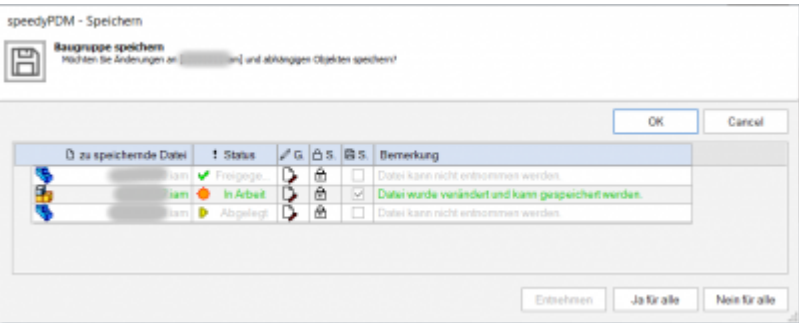 speedyPDM - Speichern
Baugruppe speichern
Möchten Sie Änderungen an [ am] und abhängigen Objekten speichern?
OK Cancel
zu speichernde Datei ! Status G. S. S. Bemerkung
iam Freigege... Datei kann nicht entnommen werden.
iam In Arbeit Datei wurde verändert und kann gespeichert werden.
iam Abgelegt Datei kann nicht entnommen werden.
Entnehmen Ja für alle Nein für alle